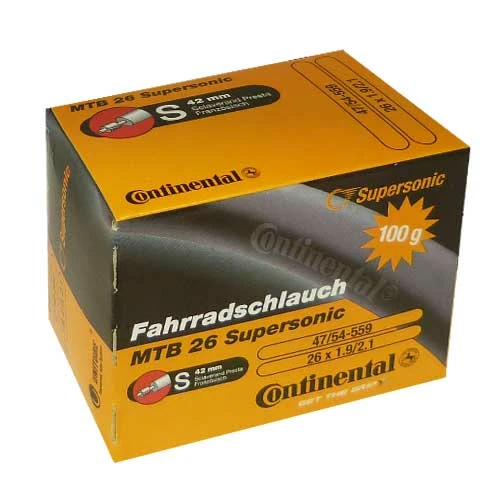 MTB 26 Supersonic
S 42 mm
Sclaverand Presta
Französisch
47/54-559
26 x 1.9/2.1
Continental
Supersonic
100 g
Continental
Fahrradschlauch
MTB 26 Supersonic
47/54-559
26 x 1.9/2.1
S 42 mm
Sclaverand Presta
Französisch
Continental
GET THE GRIP